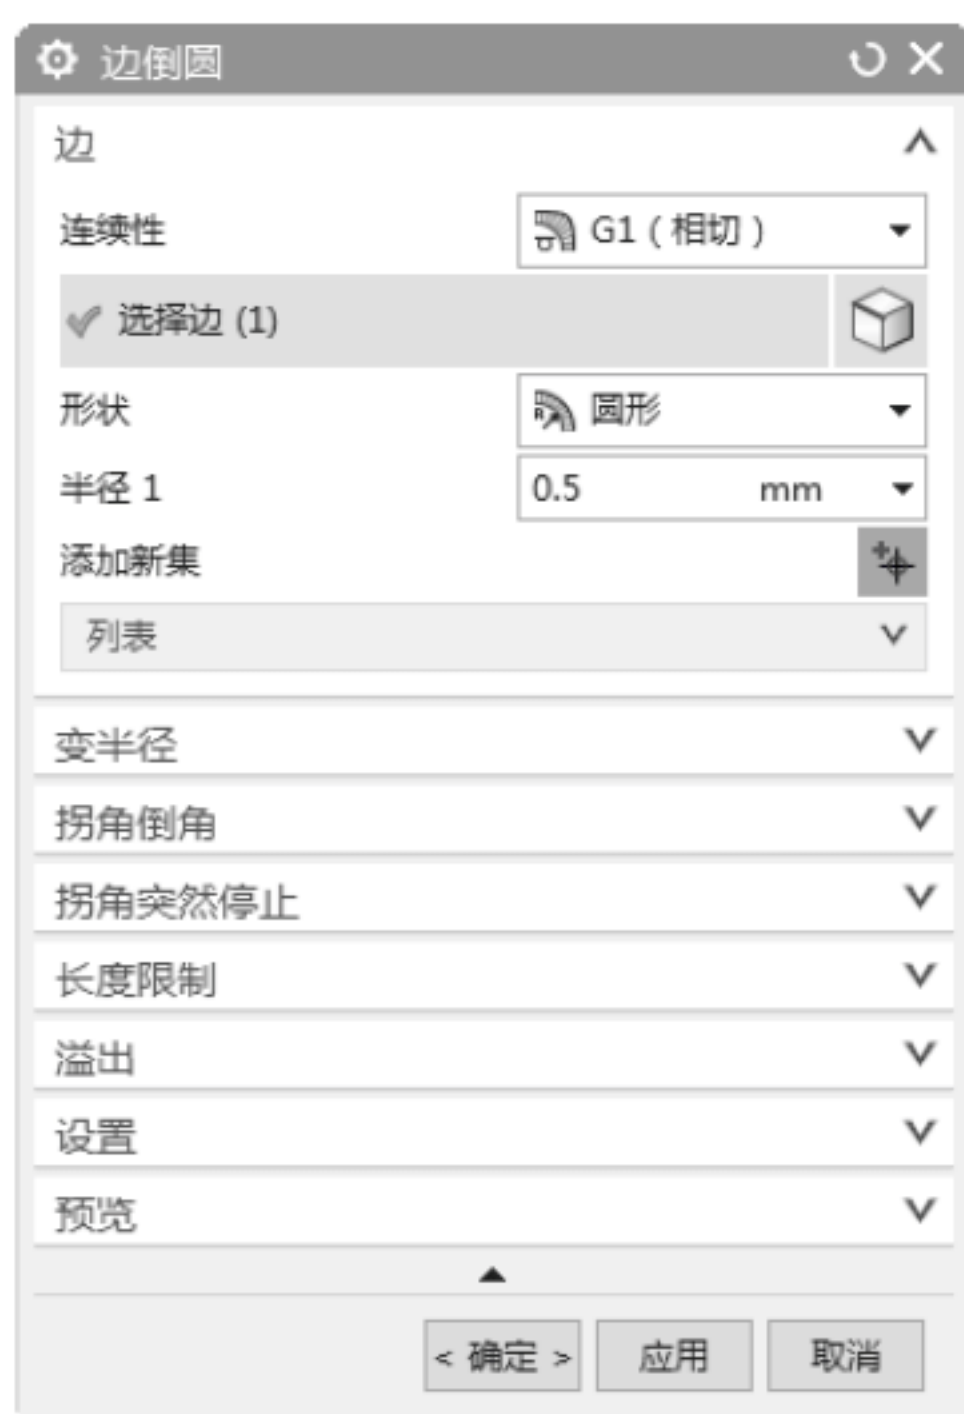 边倒圆
边
连续性 G1（相切）
选择边 (1)
形状 圆形
半径 1 0.5 mm
添加新集
列表
变半径
拐角倒角
拐角突然停止
长度限制
溢出
设置
预览
< 确定 > 应用 取消